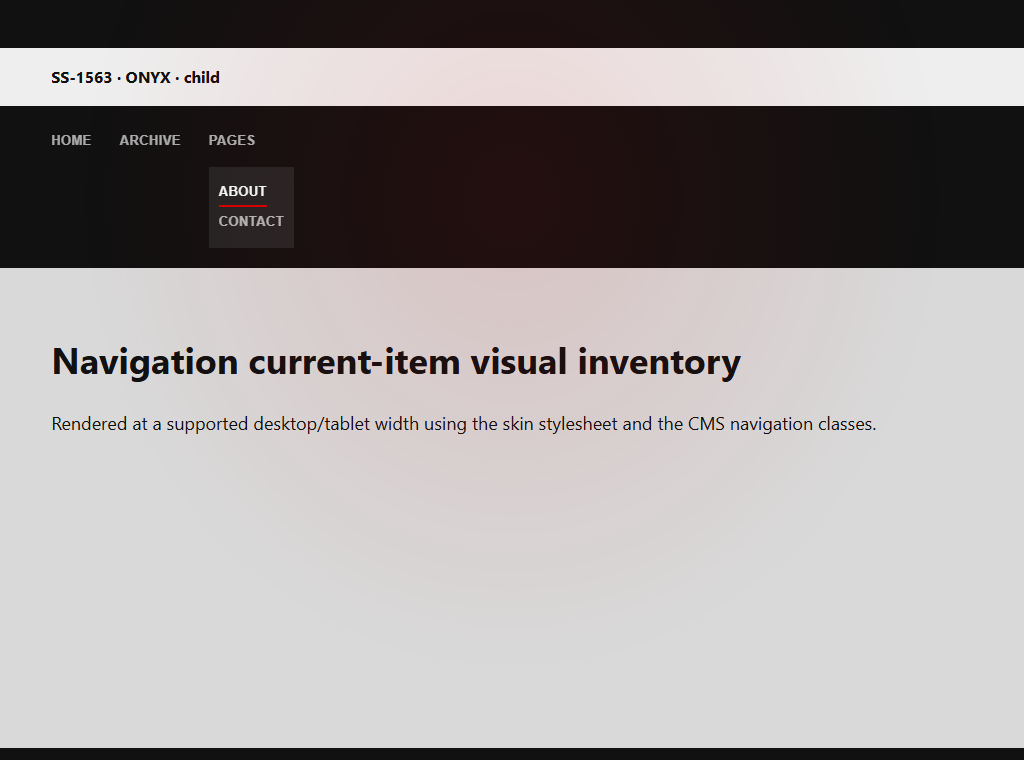 SS-1563 · ONYX · child
HOME ARCHIVE PAGES
ABOUT
CONTACT
Navigation current-item visual inventory
Rendered at a supported desktop/tablet width using the skin stylesheet and the CMS navigation classes.